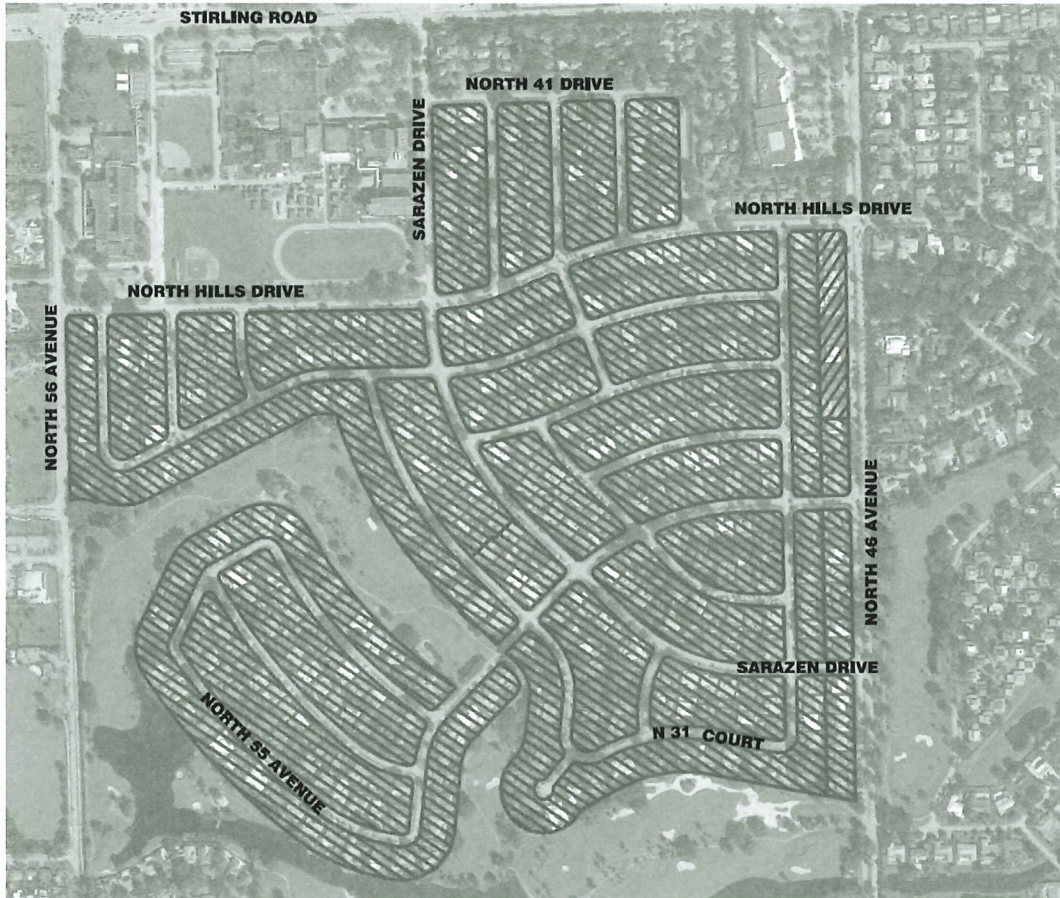 STIRLING ROAD
NORTH 41 DRIVE
SARAZEN DRIVE
NORTH HILLS DRIVE
NORTH HILLS DRIVE
NORTH 56 AVENUE
NORTH 46 AVENUE
SARAZEN DRIVE
NORTH 55 AVENUE
N 31 COURT